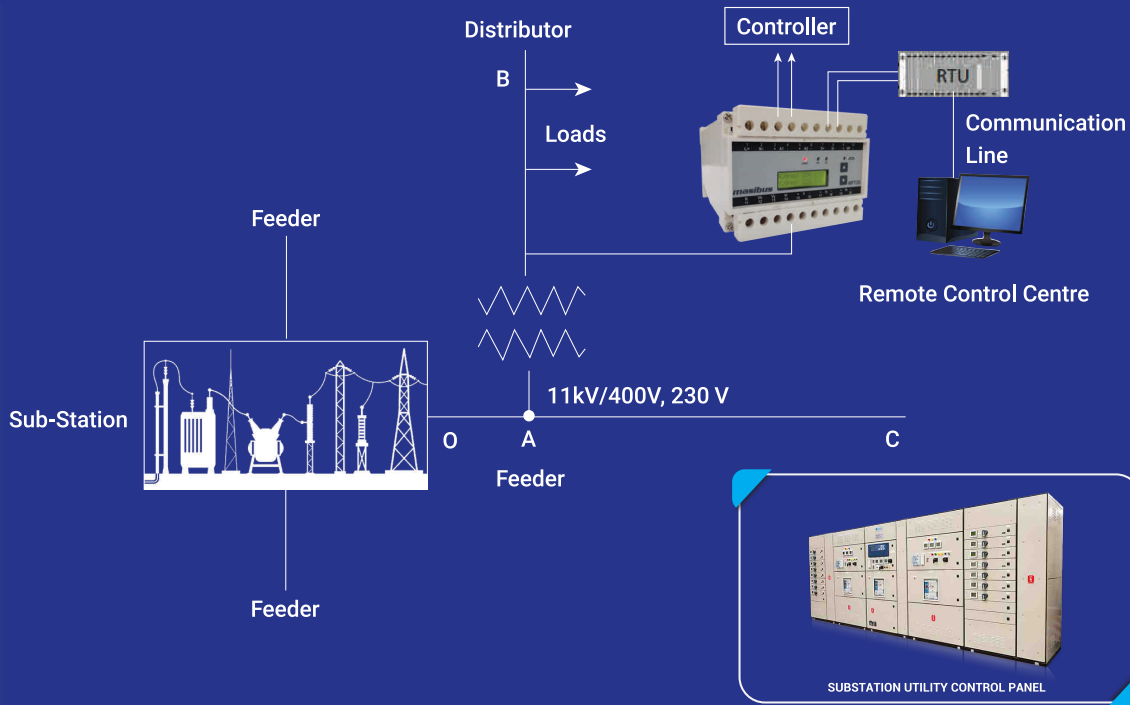 Distributor
Controller
B
RTU
Loads
Communication
Line
masibus
Feeder
Remote Control Centre
11kV/400V, 230 V
Sub-Station
O
A
C
Feeder
Feeder
SUBSTATION UTILITY CONTROL PANEL